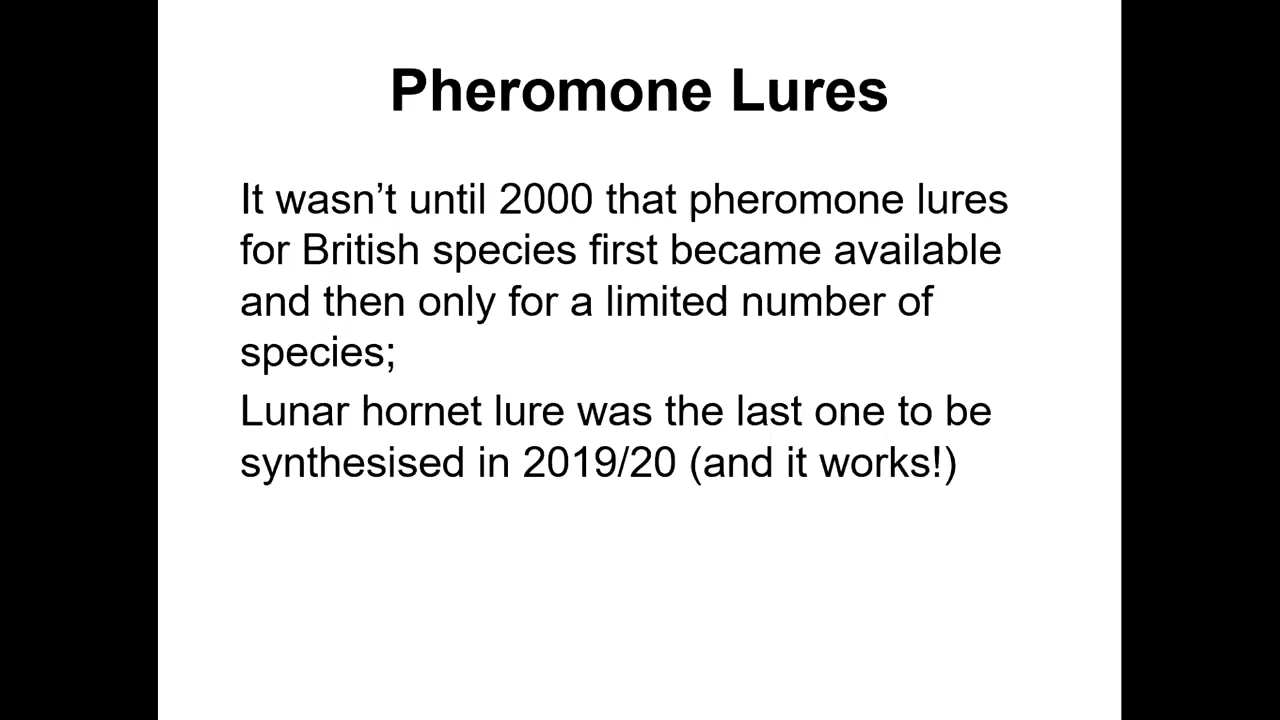 Pheromone Lures
It wasn’t until 2000 that pheromone lures
for British species first became available
and then only for a limited number of
species;
Lunar hornet lure was the last one to be
synthesised in 2019/20 (and it works!)